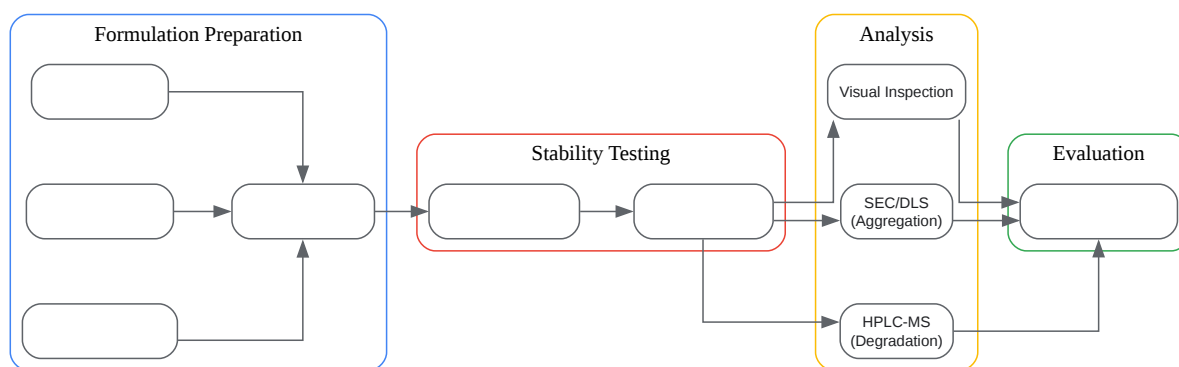 Formulation Preparation
Analysis
Visual Inspection
Stability Testing
Evaluation
SEC/DLS
(Aggregation)
HPLC-MS
(Degradation)